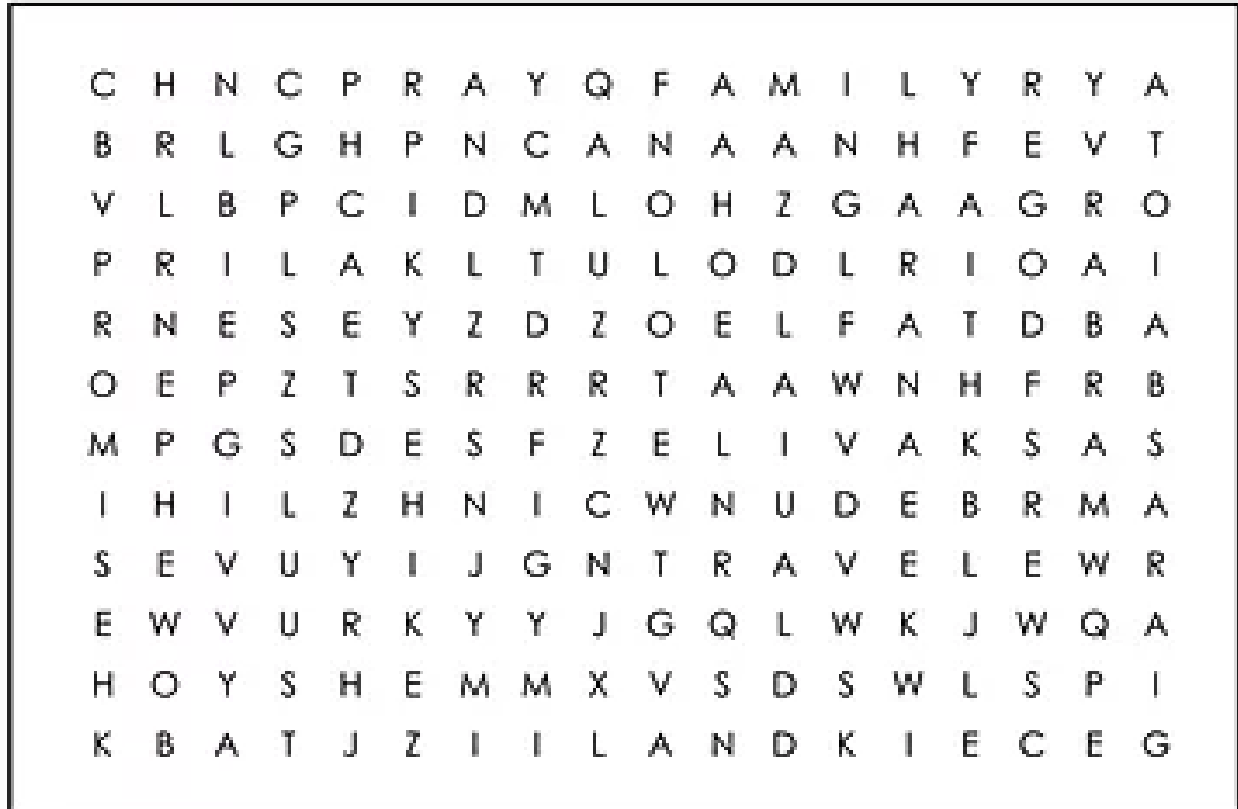 C H N C P R A Y Q F A M I L Y R Y A
B R L G H P N C A N A A N H F E V T
V L B P C I D M L O H Z G A A G R O
P R I L A K L T U L O D L R I O A I
R N E S E Y Z D Z O E L F A T D B A
O E P Z T S R R R T A A W N H F R B
M P G S D E S F Z E L I V A K S A S
I H I L Z H N I C W N U D E B R M A
S E V U Y I J G N T R A V E L E W R
E W V U R K Y Y J G Q L W K J W Q A
H O Y S H E M M X V S D S W L S P I
K B A T J Z I I L A N D K I E C E G